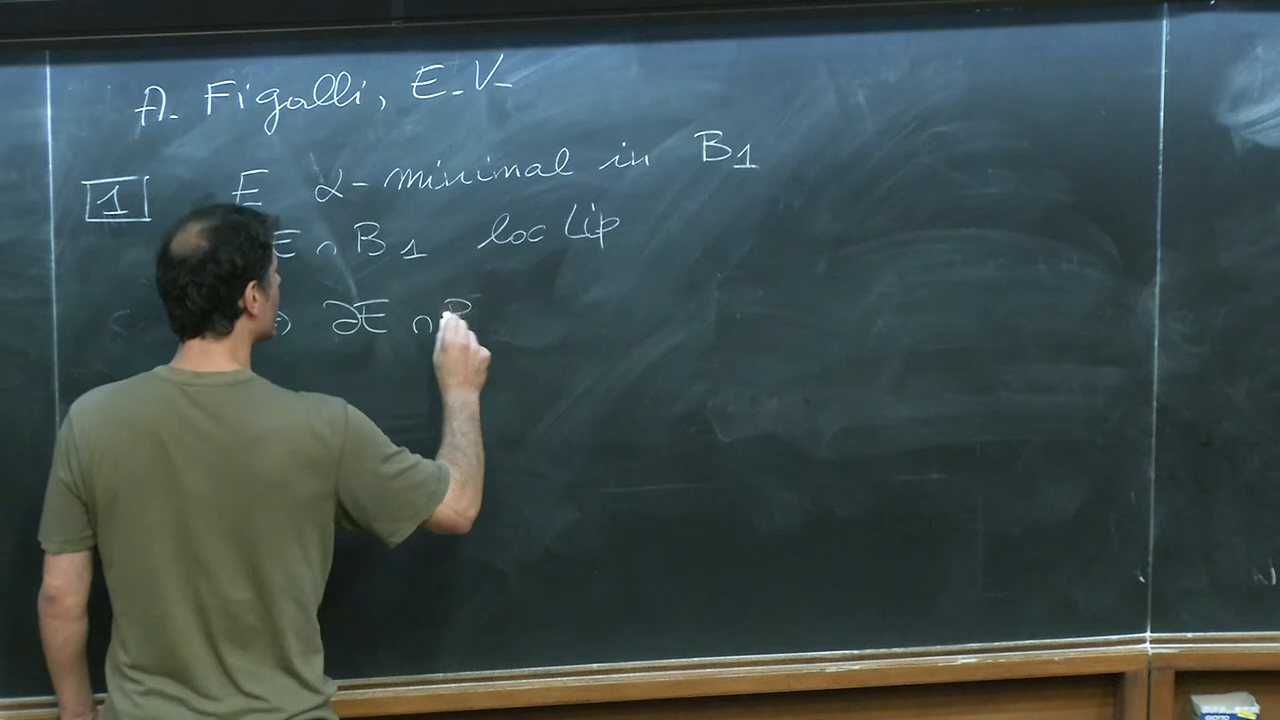 A. Figalli, E.V.
1 E α-minimal in B1
E ∩ B1 loc Lip
∂E ∩ B